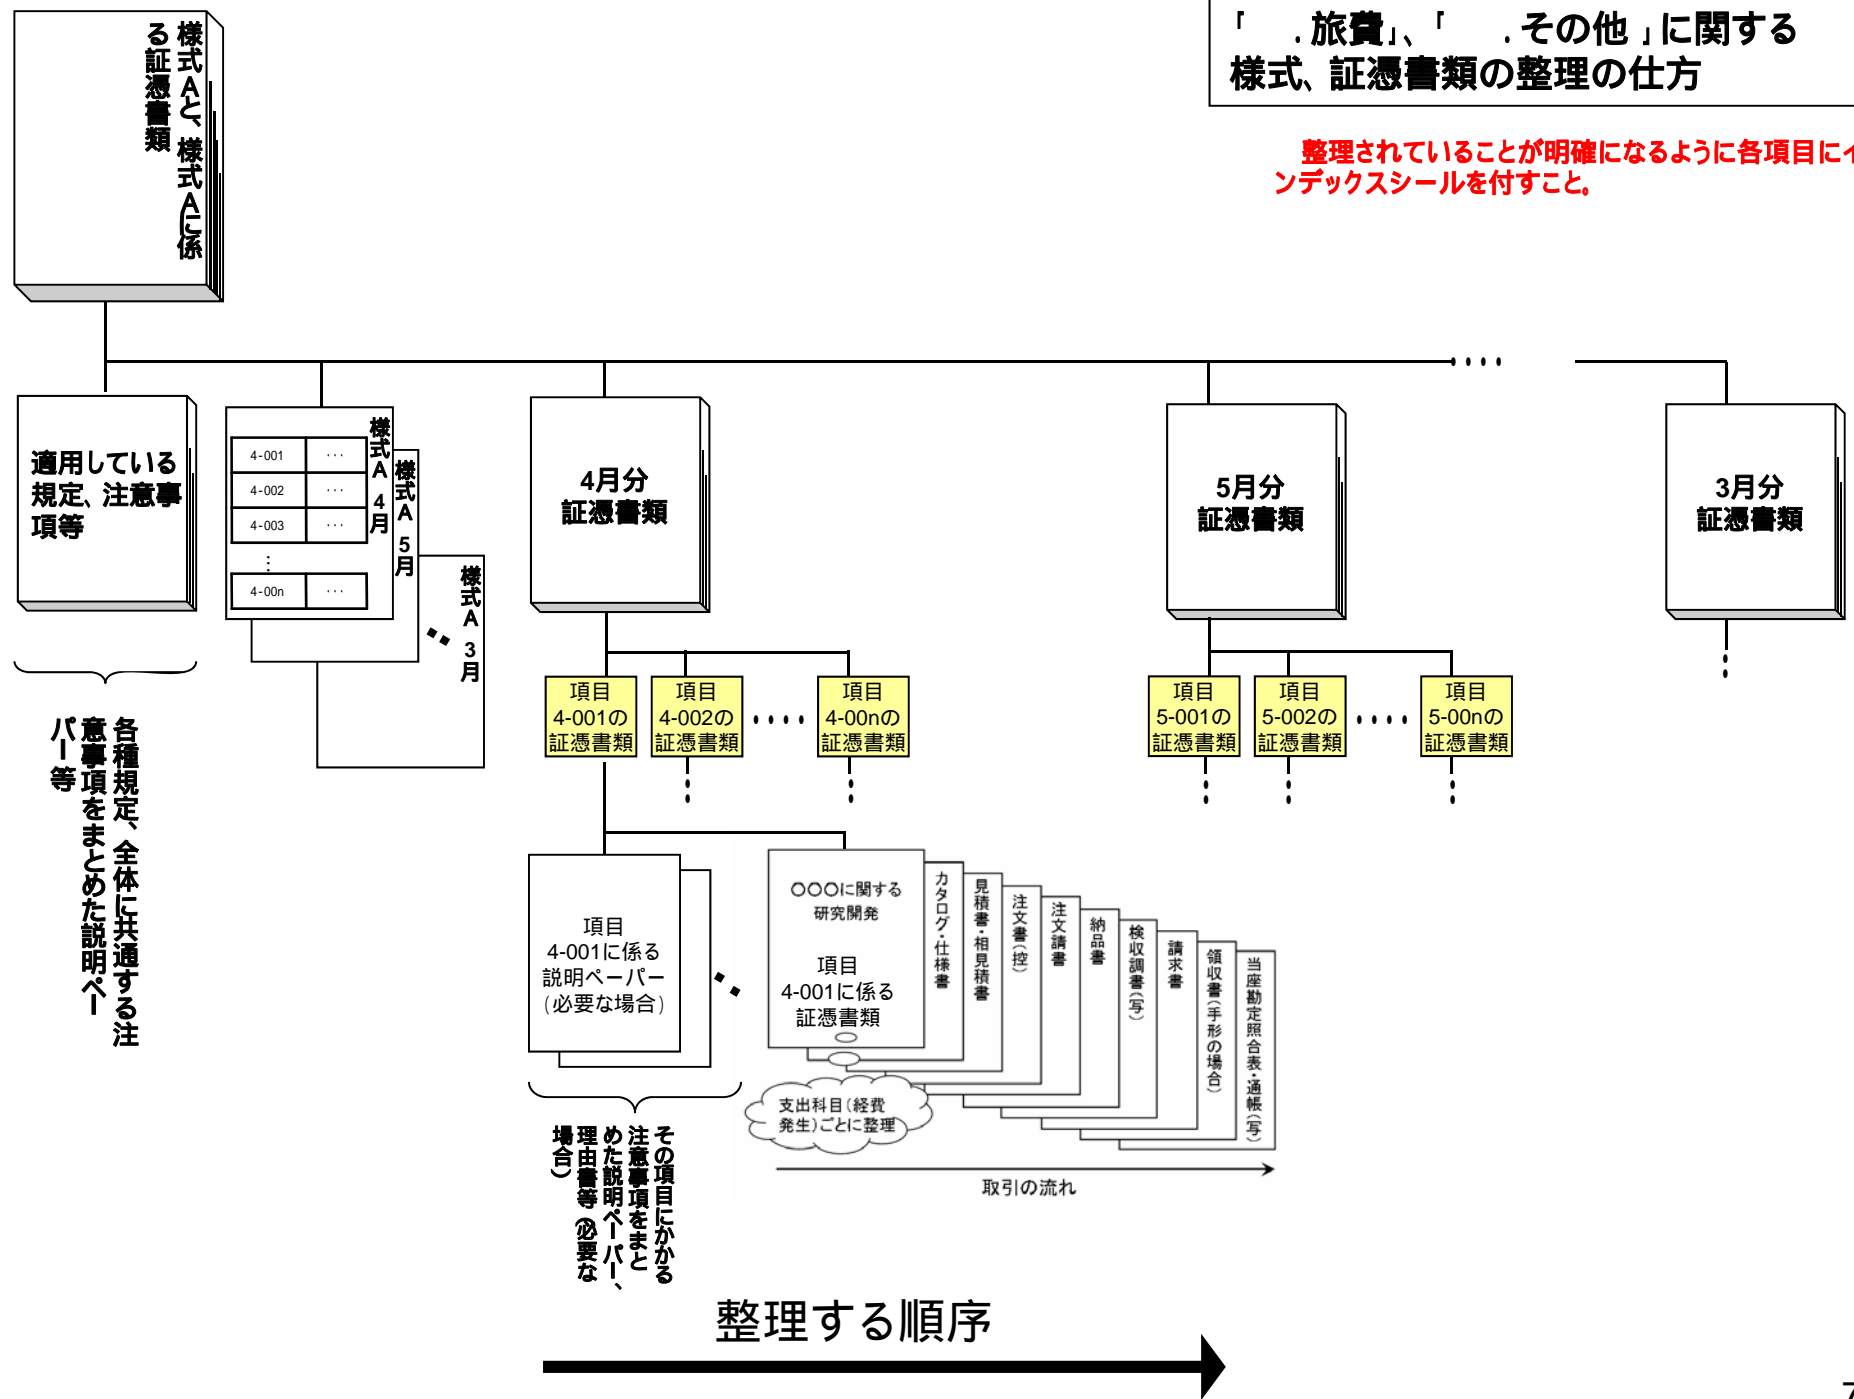 「　.旅費」、「　.その他」に関する
様式、証憑書類の整理の仕方
整理されていることが明確になるように各項目にイ
ンデックスシールを付すこと。
様式Aと、様式Aに係
る証憑書類
適用している
規定、注意事
項等
4-001 ･･･
4-002 ･･･
4-003 ･･･
⋮
4-00n ･･･
様式A 4月
様式A 5月
様式A 3月
4月分
証憑書類
‥‥
5月分
証憑書類
3月分
証憑書類
項目
4-001の
証憑書類
項目
4-002の
証憑書類
‥‥
項目
4-00nの
証憑書類
項目
5-001の
証憑書類
項目
5-002の
証憑書類
‥‥
項目
5-00nの
証憑書類
各種規定、全体に共通する注
意事項をまとめた説明ペー
パー等
項目
4-001に係る
説明ペーパー
(必要な場合)
〇〇〇に関する
研究開発
項目
4-001に係る
証憑書類
カタログ・仕様書
見積書・相見積書
注文書(控)
注文請書
納品書
検収調書(写)
請求書
領収書(手形の場合)
当座勘定照合表・通帳(写)
支出科目(経費
発生)ごとに整理
取引の流れ
その項目にかかる
注意事項をまと
めた説明ペーパー、
理由書等(必要な
場合)
整理する順序